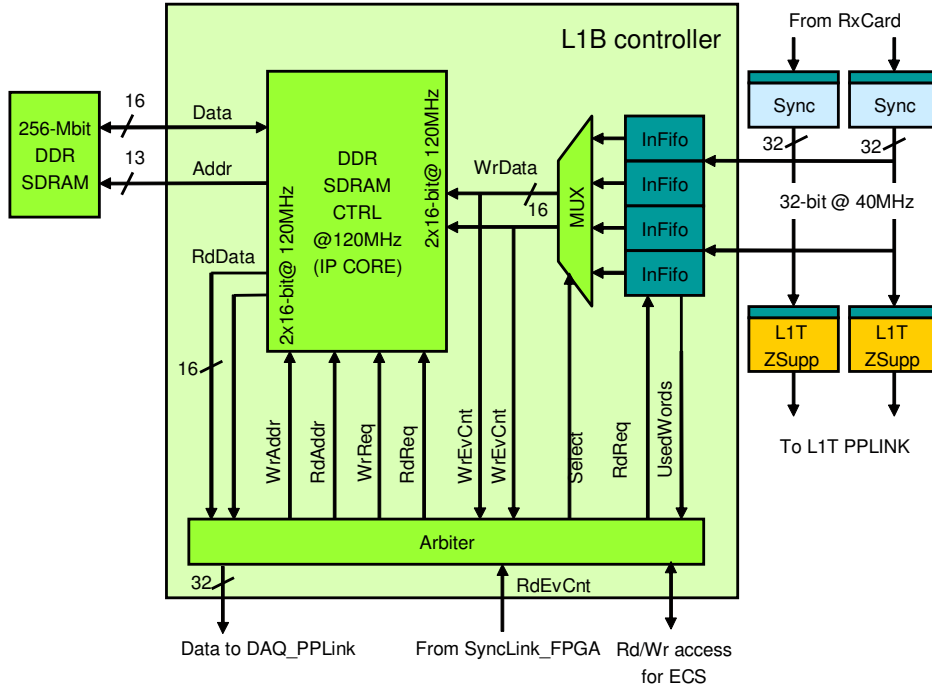 From RxCard
L1B controller
Sync
Sync
256-Mbit
DDR
SDRAM
16
Data
13
Addr
DDR
SDRAM
CTRL
@120MHz
(IP CORE)
2x16-bit@ 120MHz
2x16-bit@ 120MHz
WrData
16
MUX
InFifo
InFifo
InFifo
InFifo
32
32
32-bit @ 40MHz
RdData
16
L1T
ZSupp
L1T
ZSupp
To L1T PPLINK
WrAddr
RdAddr
WrReq
RdReq
WrEvCnt
WrEvCnt
Select
RdReq
UsedWords
Arbiter
32
RdEvCnt
Data to DAQ_PPLink
From SyncLink_FPGA
Rd/Wr access
for ECS